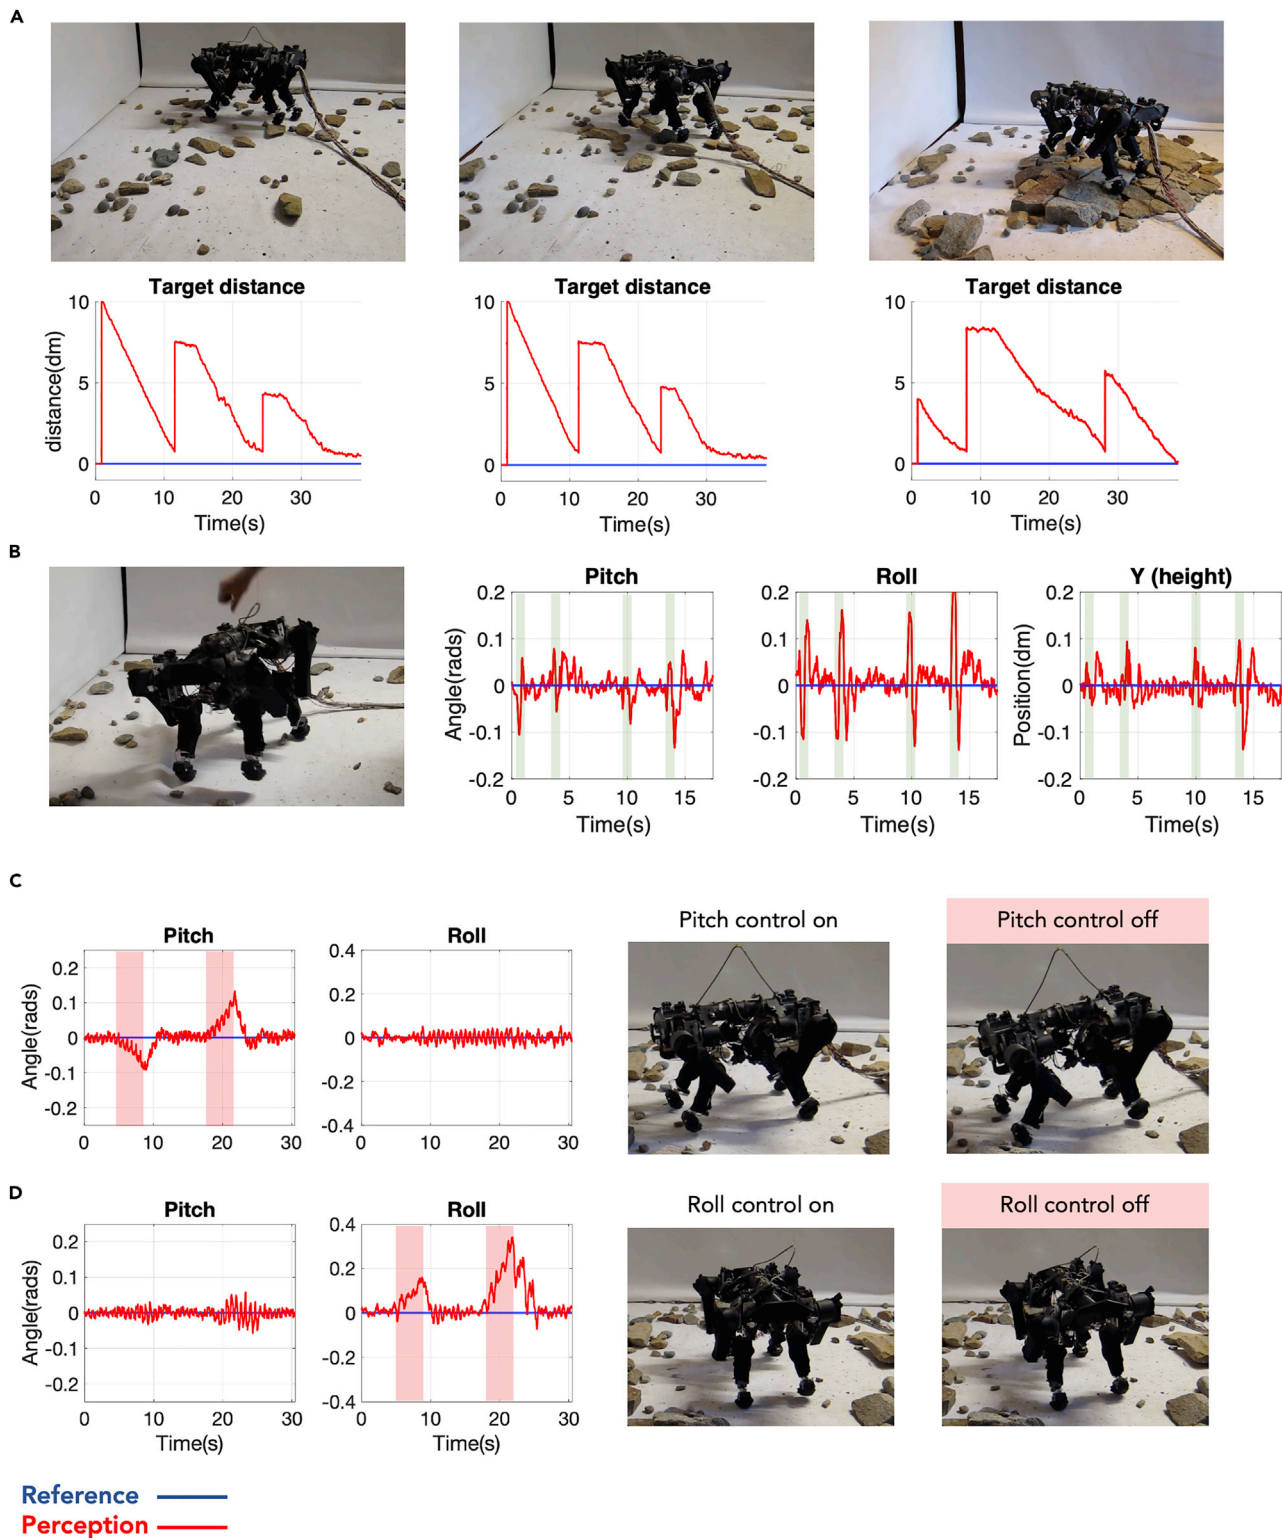 A
Target distance
Target distance
Target distance
distance(dm)
10
5
0
0 10 20 30
Time(s)
10
5
0
0 10 20 30
Time(s)
10
5
0
0 10 20 30
Time(s)
B
Pitch
Roll
Y (height)
Angle(rads)
0.2
0.1
0
-0.1
-0.2
0 5 10 15
Time(s)
0.2
0.1
0
-0.1
-0.2
0 5 10 15
Time(s)
Position(dm)
0.2
0.1
0
-0.1
-0.2
0 5 10 15
Time(s)
C
Pitch
Roll
Pitch control on
Pitch control off
Angle(rads)
0.2
0.1
0
-0.1
-0.2
0 10 20 30
0.4
0.2
0
-0.2
-0.4
0 10 20 30
D
Pitch
Roll
Roll control on
Roll control off
Angle(rads)
0.2
0.1
0
-0.1
-0.2
0 10 20 30
Time(s)
0.4
0.2
0
-0.2
-0.4
0 10 20 30
Time(s)
Reference
Perception